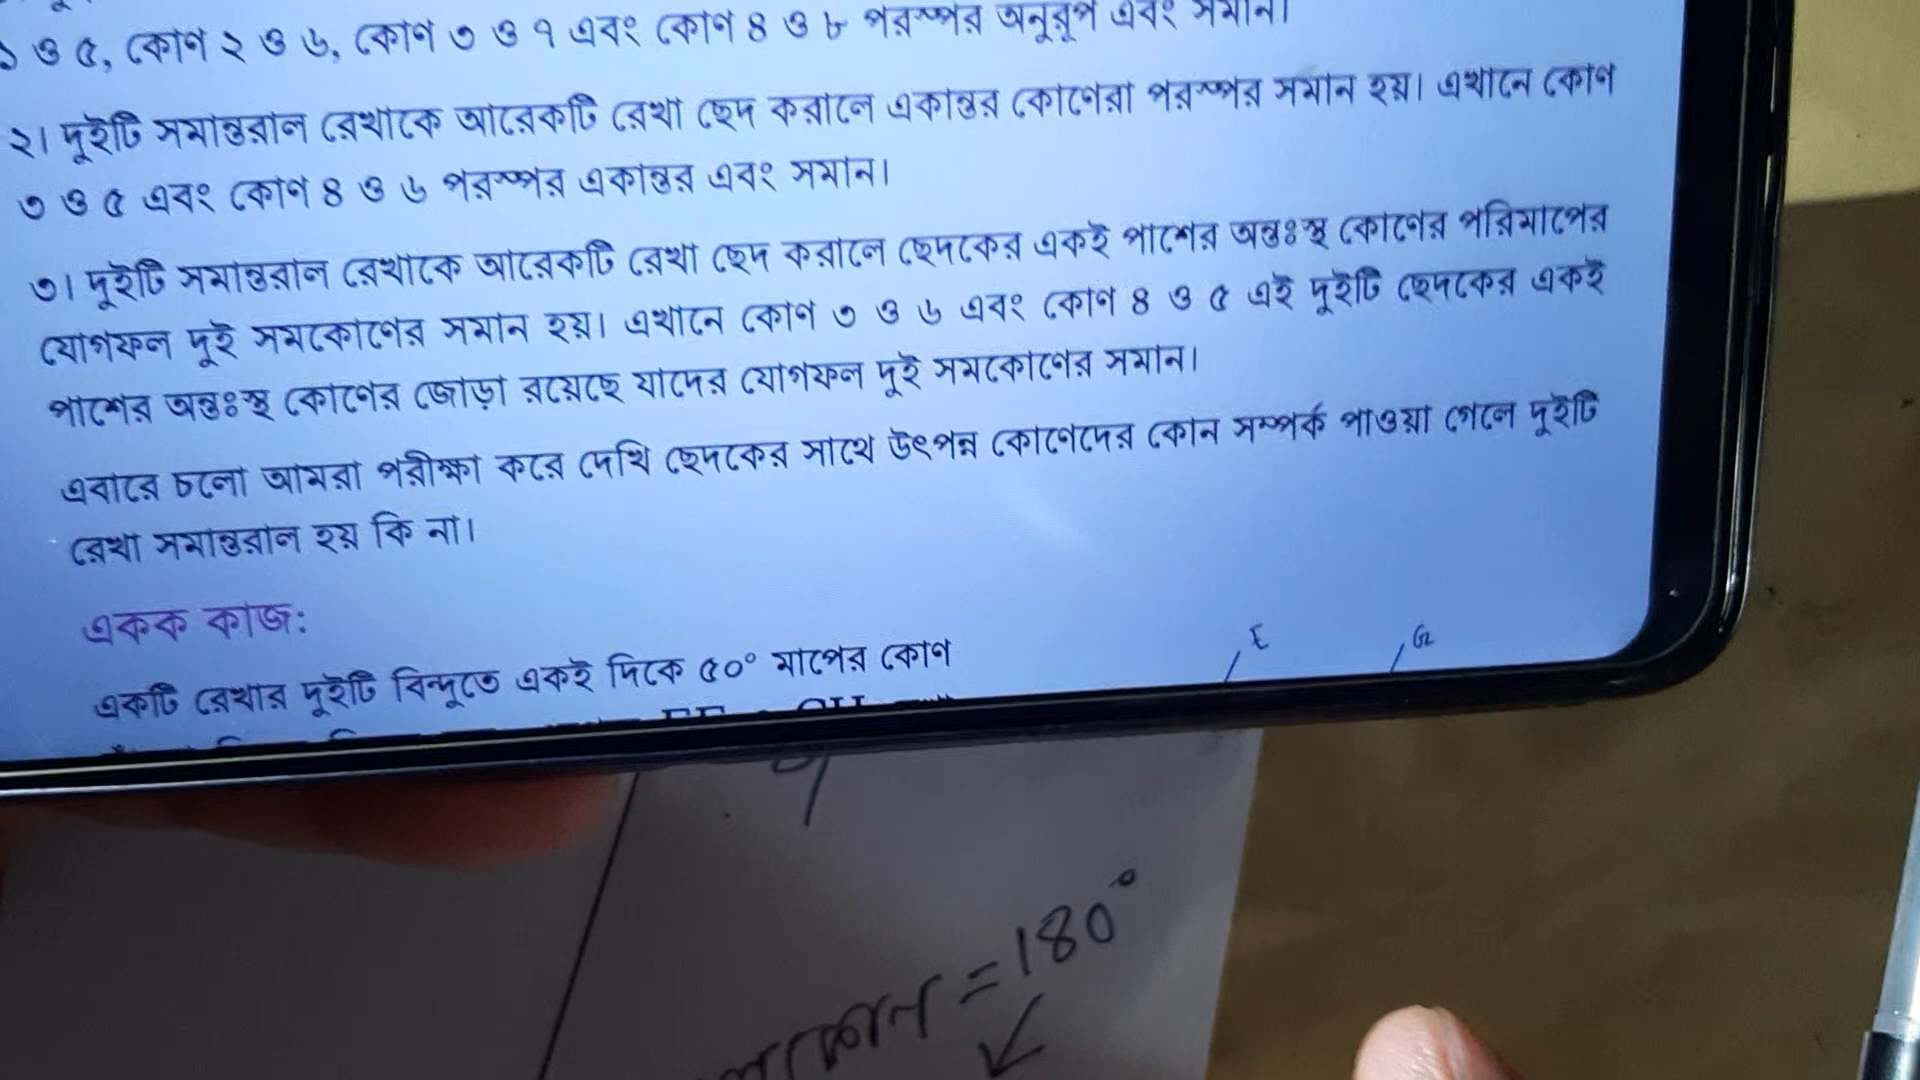 ১ ও ৫, কোণ ২ ও ৬, কোণ ৩ ও ৭ এবং কোণ 8 ও ৮ পরস্পর অনুরূপ এবং সমান।
২। দুইটি সমান্তরাল রেখাকে আরেকটি রেখা ছেদ করালে একান্তর কোণেরা পরস্পর সমান হয়। এখানে কোণ
৩ ও ৫ এবং কোণ 8 ও ৬ পরস্পর একান্তর এবং সমান।
৩। দুইটি সমান্তরাল রেখাকে আরেকটি রেখা ছেদ করালে ছেদকের একই পাশের অন্তঃস্থ কোণের পরিমাপের
যোগফল দুই সমকোণের সমান হয়। এখানে কোণ ৩ ও ৬ এবং কোণ 8 ও ৫ এই দুইটি ছেদকের একই
পাশের অন্তঃস্থ কোণের জোড়া রয়েছে যাদের যোগফল দুই সমকোণের সমান।
এবারে চলো আমরা পরীক্ষা করে দেখি ছেদকের সাথে উৎপন্ন কোণেদের কোন সম্পর্ক পাওয়া গেলে দুইটি
রেখা সমান্তরাল হয় কি না।
একক কাজ:
একটি রেখার দুইটি বিন্দুতে একই দিকে ৫০° মাপের কোণ
E G
= 180°